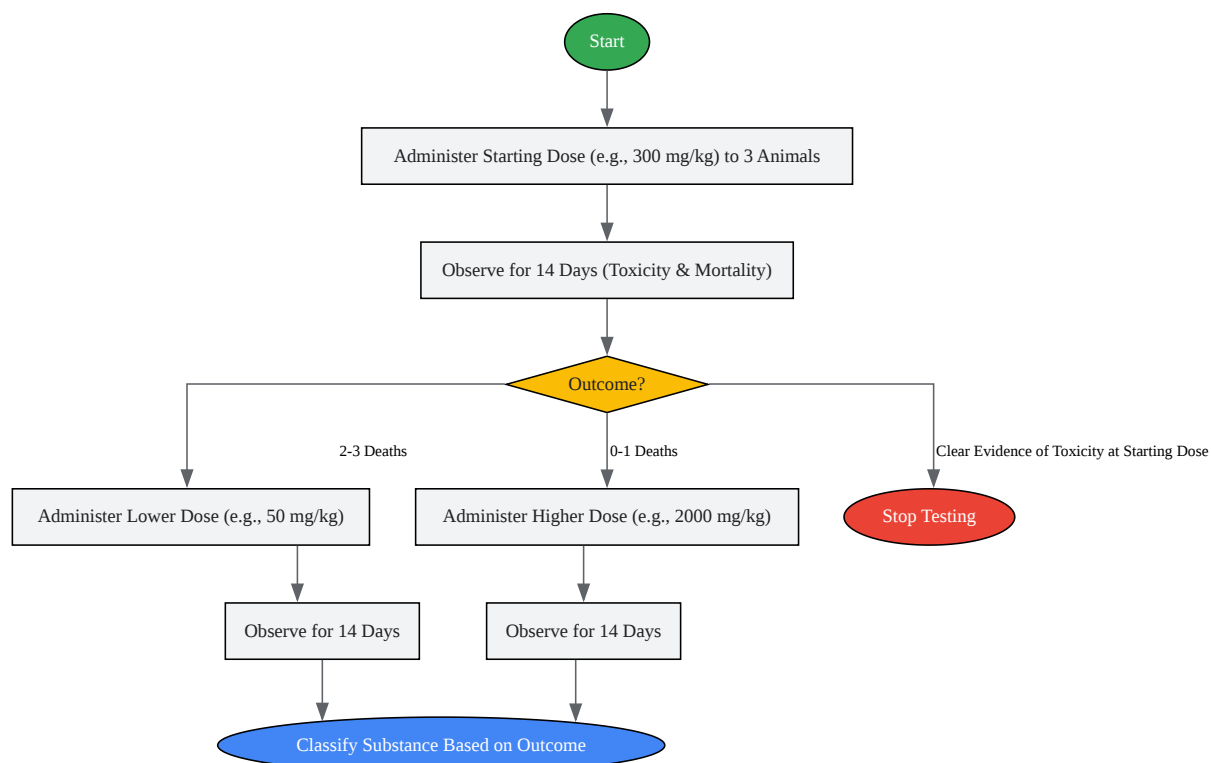 Start
Administer Starting Dose (e.g., 300 mg/kg) to 3 Animals
Observe for 14 Days (Toxicity & Mortality)
Outcome?
2-3 Deaths
0-1 Deaths
Clear Evidence of Toxicity at Starting Dose
Administer Lower Dose (e.g., 50 mg/kg)
Administer Higher Dose (e.g., 2000 mg/kg)
Stop Testing
Observe for 14 Days
Observe for 14 Days
Classify Substance Based on Outcome